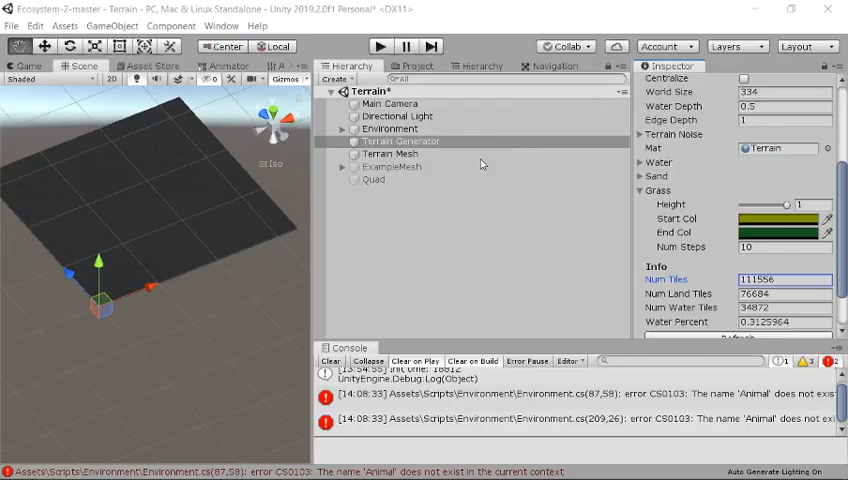 Ecosystem-2-master - Terrain - PC, Mac & Linux Standalone - Unity 2019.2.0f1 Personal* <DX11>
File Edit Assets GameObject Component Window Help
Center Local Collab Account Layers Layout
Game Scene Asset Store Animator A
Shaded 2D 0 Gizmos
Iso
Hierarchy Project Hierarchy Navigation
Create All
Terrain*
Main Camera
Directional Light
Environment
Terrain Generator
Terrain Mesh
ExampleMesh
Quad
Inspector
Centralize
World Size 334
Water Depth 0.5
Edge Depth 1
Terrain Noise
Mat Terrain
Water
Sand
Grass
Height 1
Start Col
End Col
Num Steps 10
Info
Num Tiles 111556
Num Land Tiles 76684
Num Water Tiles 34872
Water Percent 0.3125964
Refresh
Console
Clear Collapse Clear on Play Clear on Build Error Pause Editor 1 3 2
[13:54:55] Init time: 18812
UnityEngine.Debug:Log(Object)
[14:08:33] Assets\Scripts\Environment\Environment.cs(87,58): error CS0103: The name 'Animal' does not exis
[14:08:33] Assets\Scripts\Environment\Environment.cs(209,26): error CS0103: The name 'Animal' does not exi
Assets\Scripts\Environment\Environment.cs(87,58): error CS0103: The name 'Animal' does not exist in the current context
Auto Generate Lighting On